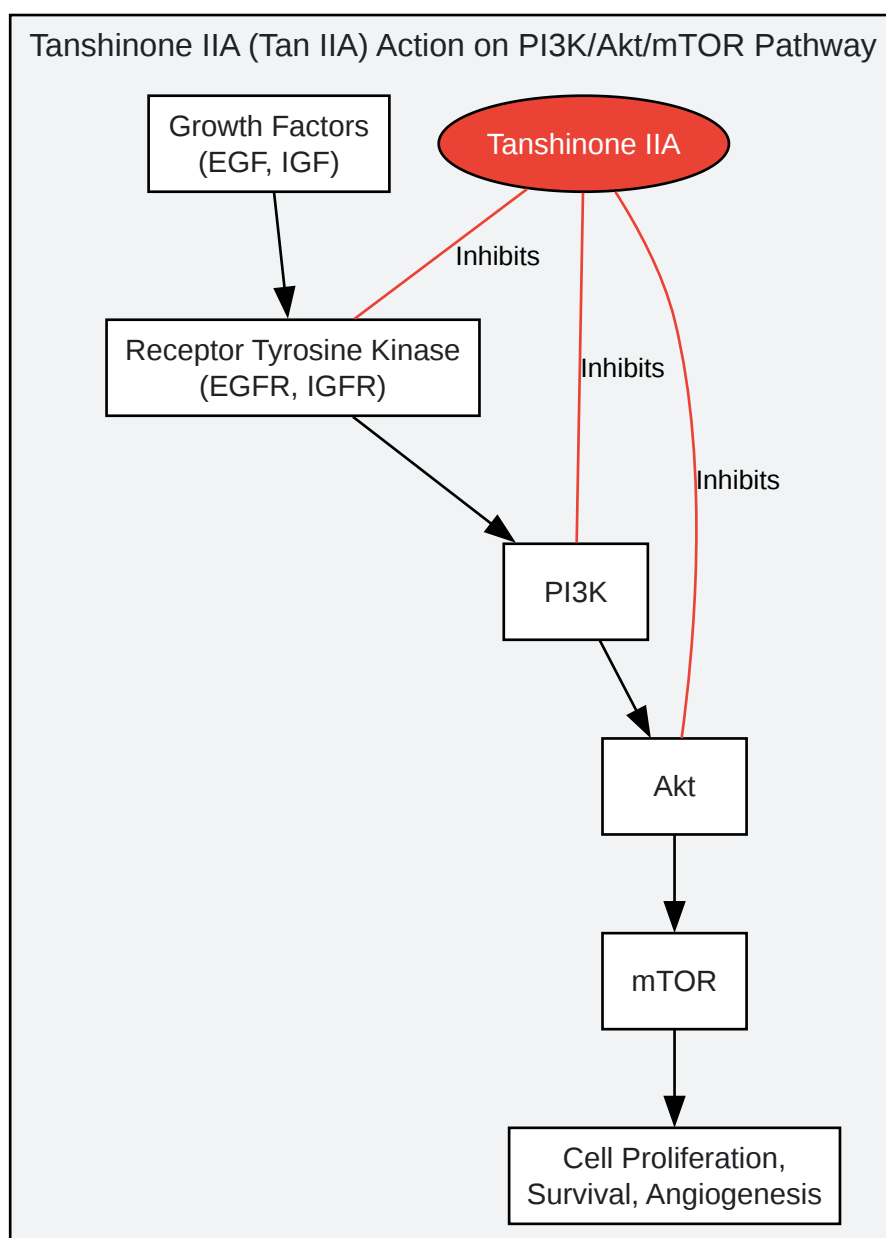 Tanshinone IIA (Tan IIA) Action on PI3K/Akt/mTOR Pathway
Growth Factors
(EGF, IGF)
Tanshinone IIA
Inhibits
Receptor Tyrosine Kinase
(EGFR, IGFR)
Inhibits
Inhibits
PI3K
Akt
mTOR
Cell Proliferation,
Survival, Angiogenesis